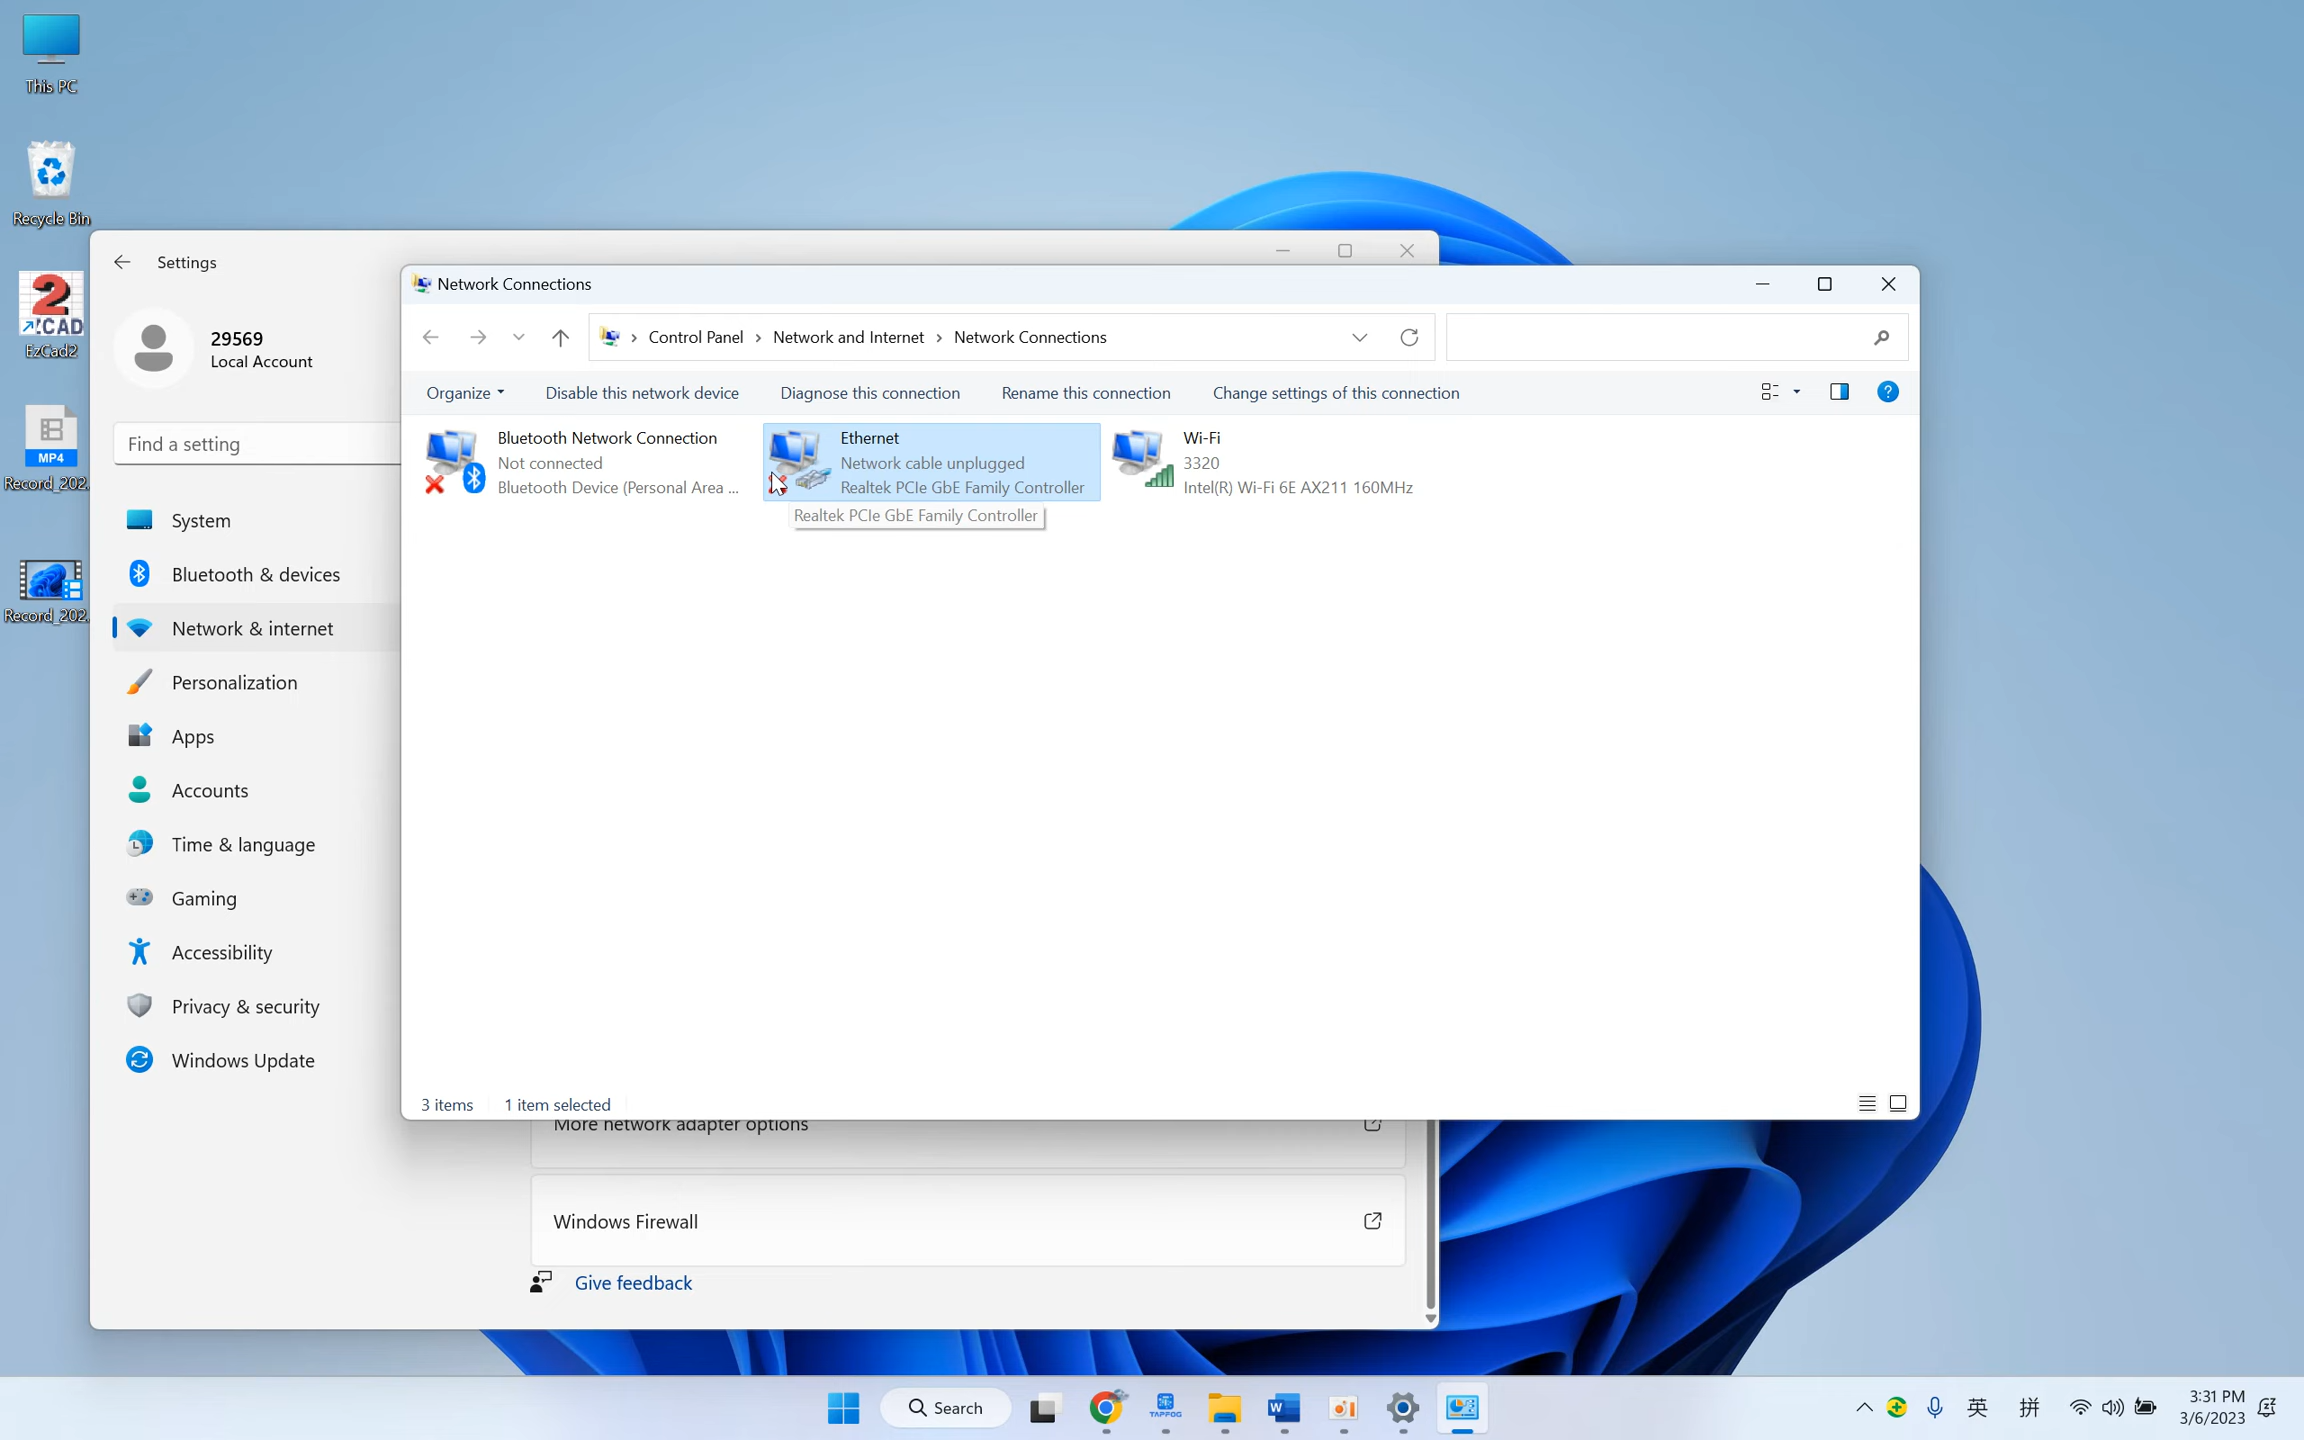 This PC
Recycle Bin
EzCad2
MP4
Record_202.
Record_202.
Settings
29569
Local Account
Find a setting
System
Bluetooth & devices
Network & internet
Personalization
Apps
Accounts
Time & language
Gaming
Accessibility
Privacy & security
Windows Update
Network Connections
Control Panel > Network and Internet > Network Connections
Organize Disable this network device Diagnose this connection Rename this connection Change settings of this connection
Bluetooth Network Connection
Not connected
Bluetooth Device (Personal Area ...
Ethernet
Network cable unplugged
Realtek PCIe GbE Family Controller
Realtek PCIe GbE Family Controller
Wi-Fi
3320
Intel(R) Wi-Fi 6E AX211 160MHz
3 items 1 item selected
More network adapter options
Windows Firewall
Give feedback
Search
TAPFOG
英 拼
3:31 PM
3/6/2023